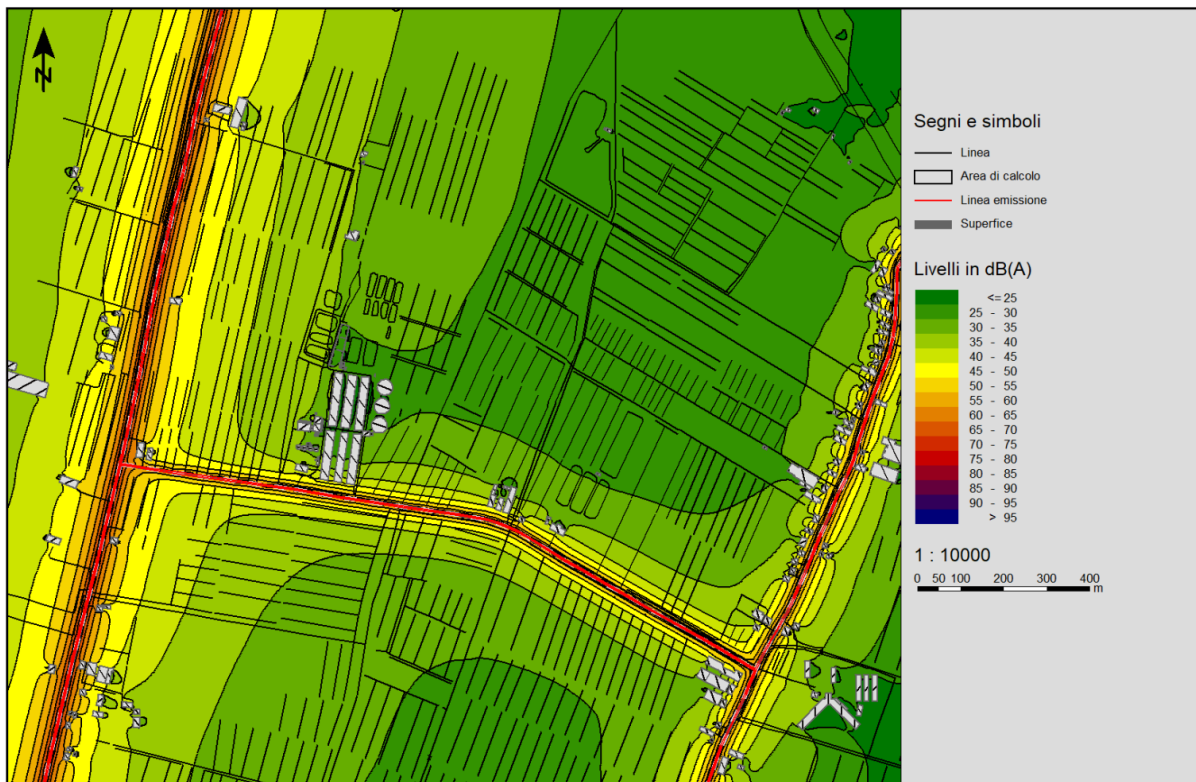 N
Segni e simboli
Linea
Area di calcolo
Linea emissione
Superfice
Livelli in dB(A)
<= 25
25 - 30
30 - 35
35 - 40
40 - 45
45 - 50
50 - 55
55 - 60
60 - 65
65 - 70
70 - 75
75 - 80
80 - 85
85 - 90
90 - 95
> 95
1 : 10000
0 50 100 200 300 400
m